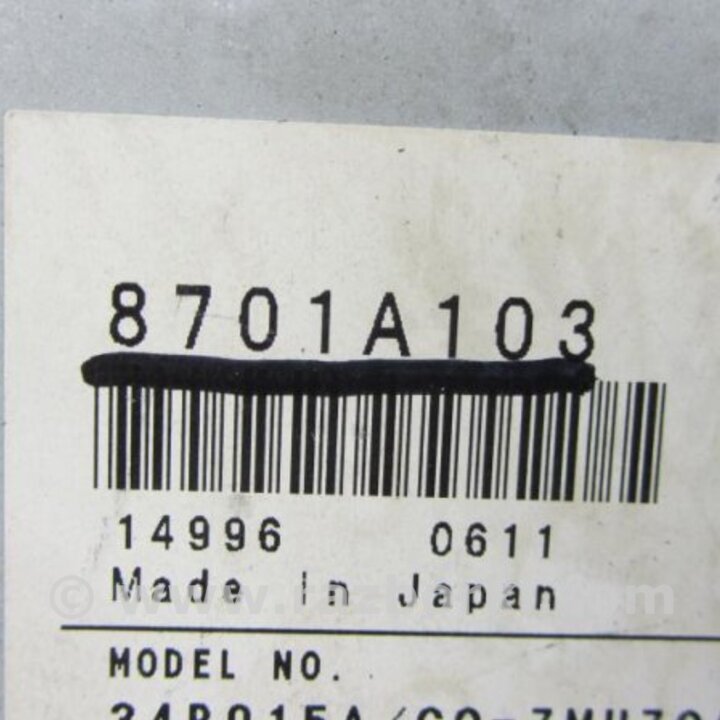 8701A103
14996 0611
Made in Japan
MODEL NO.